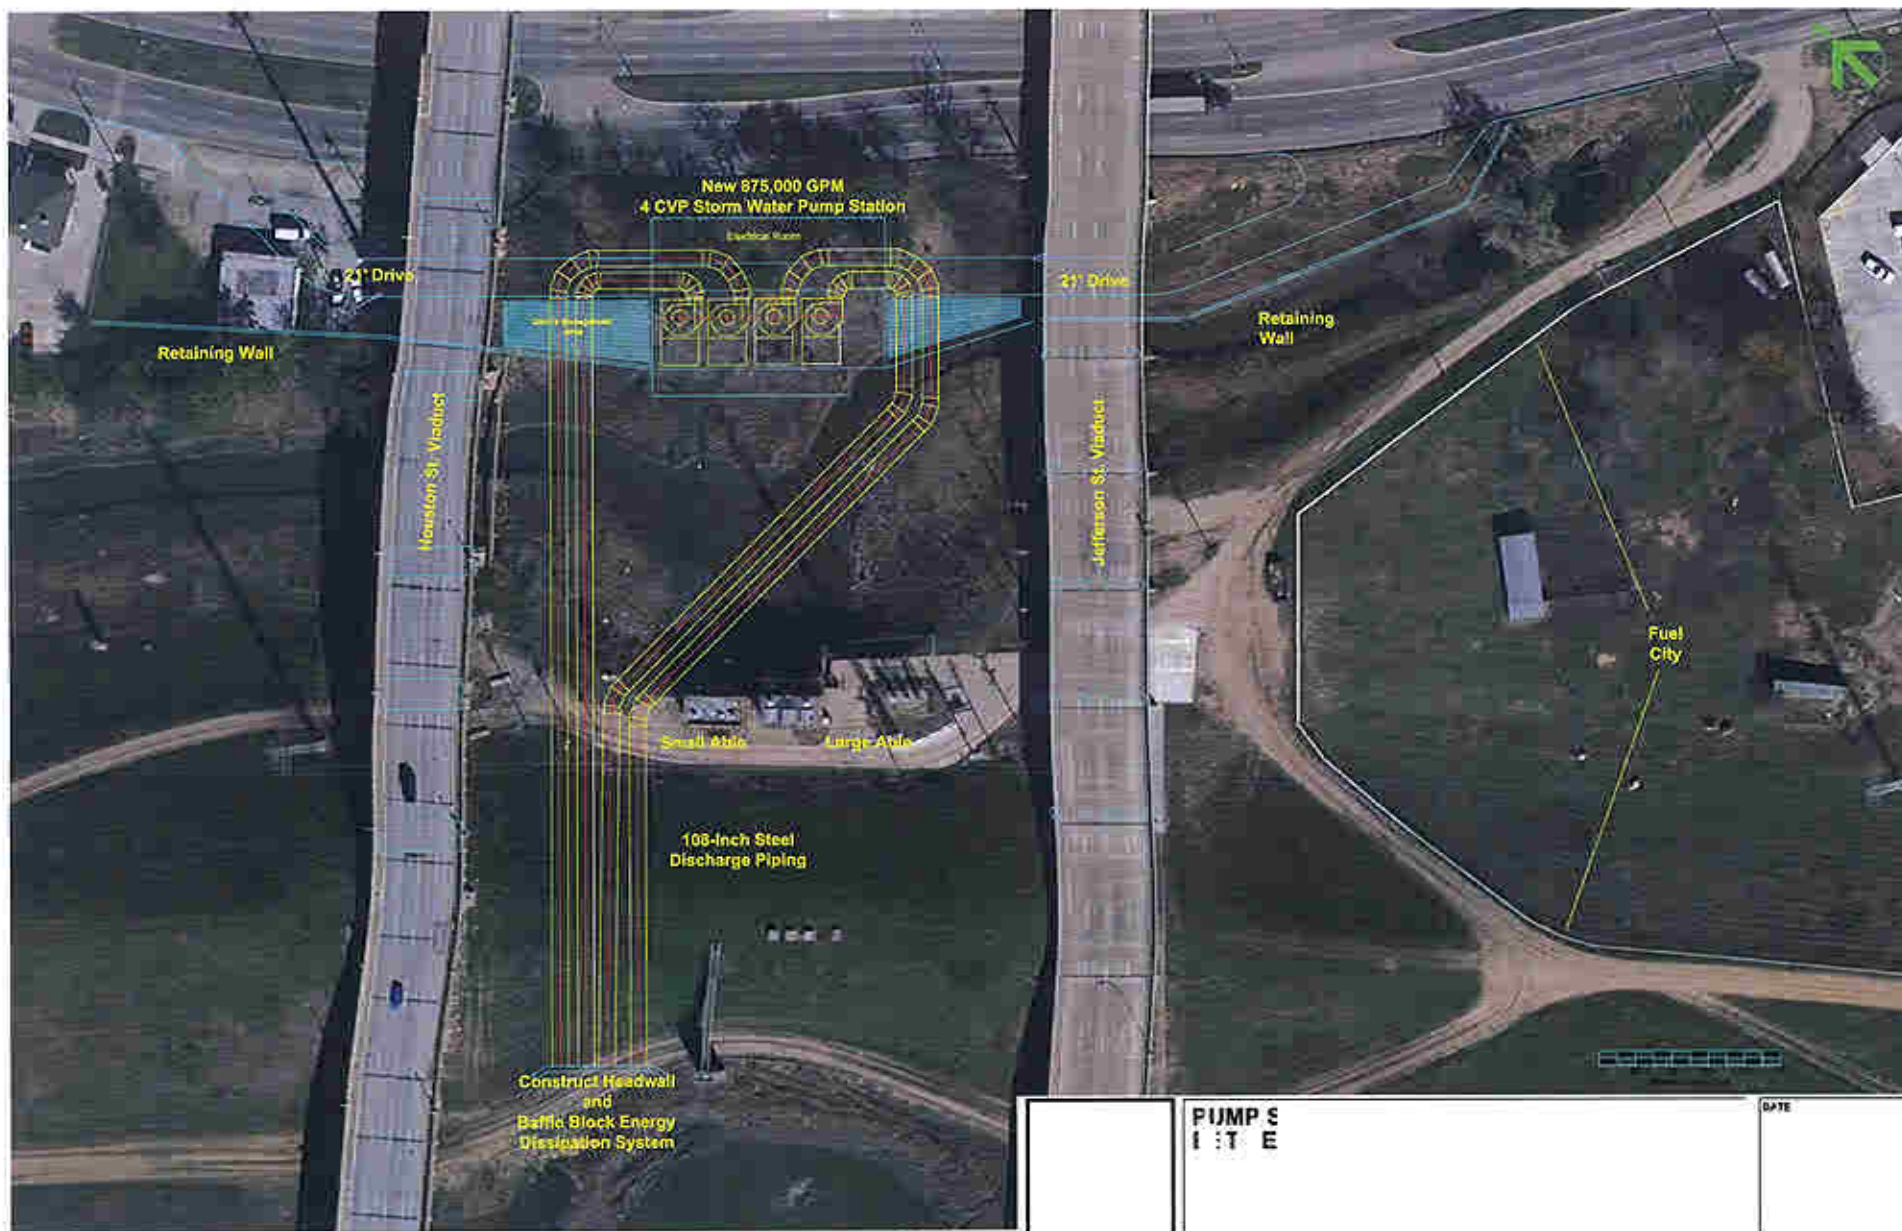 New 875,000 GPM
4 CVP Storm Water Pump Station
Electrical Room
21' Drive
21' Drive
Retaining Wall
Retaining
Wall
Houston St. Viaduct
Jefferson St. Viaduct
Fuel
City
Small Able
Large Able
108-Inch Steel
Discharge Piping
Construct Headwall
and
Baffle Block Energy
Dissipation System
PUMP S
DATE